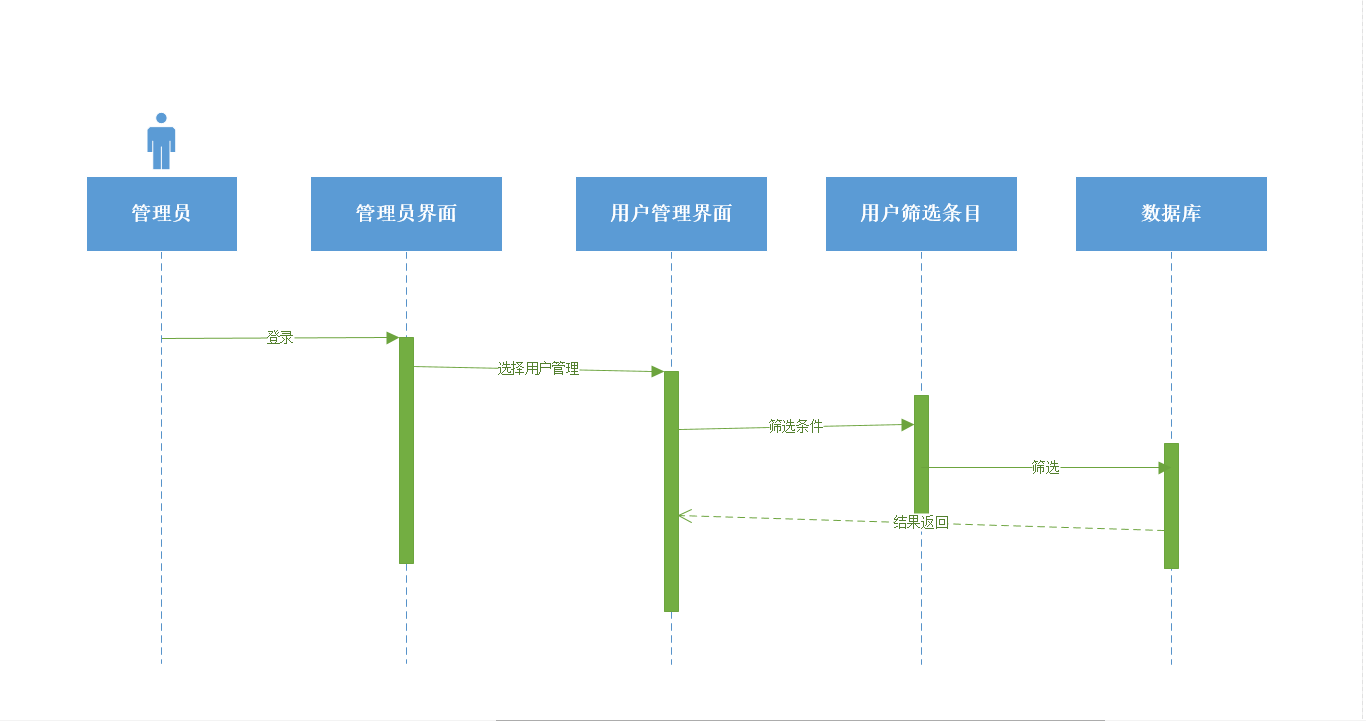 管理员
管理员界面
用户管理界面
用户筛选条目
数据库
登录
选择用户管理
筛选条件
筛选
结果返回